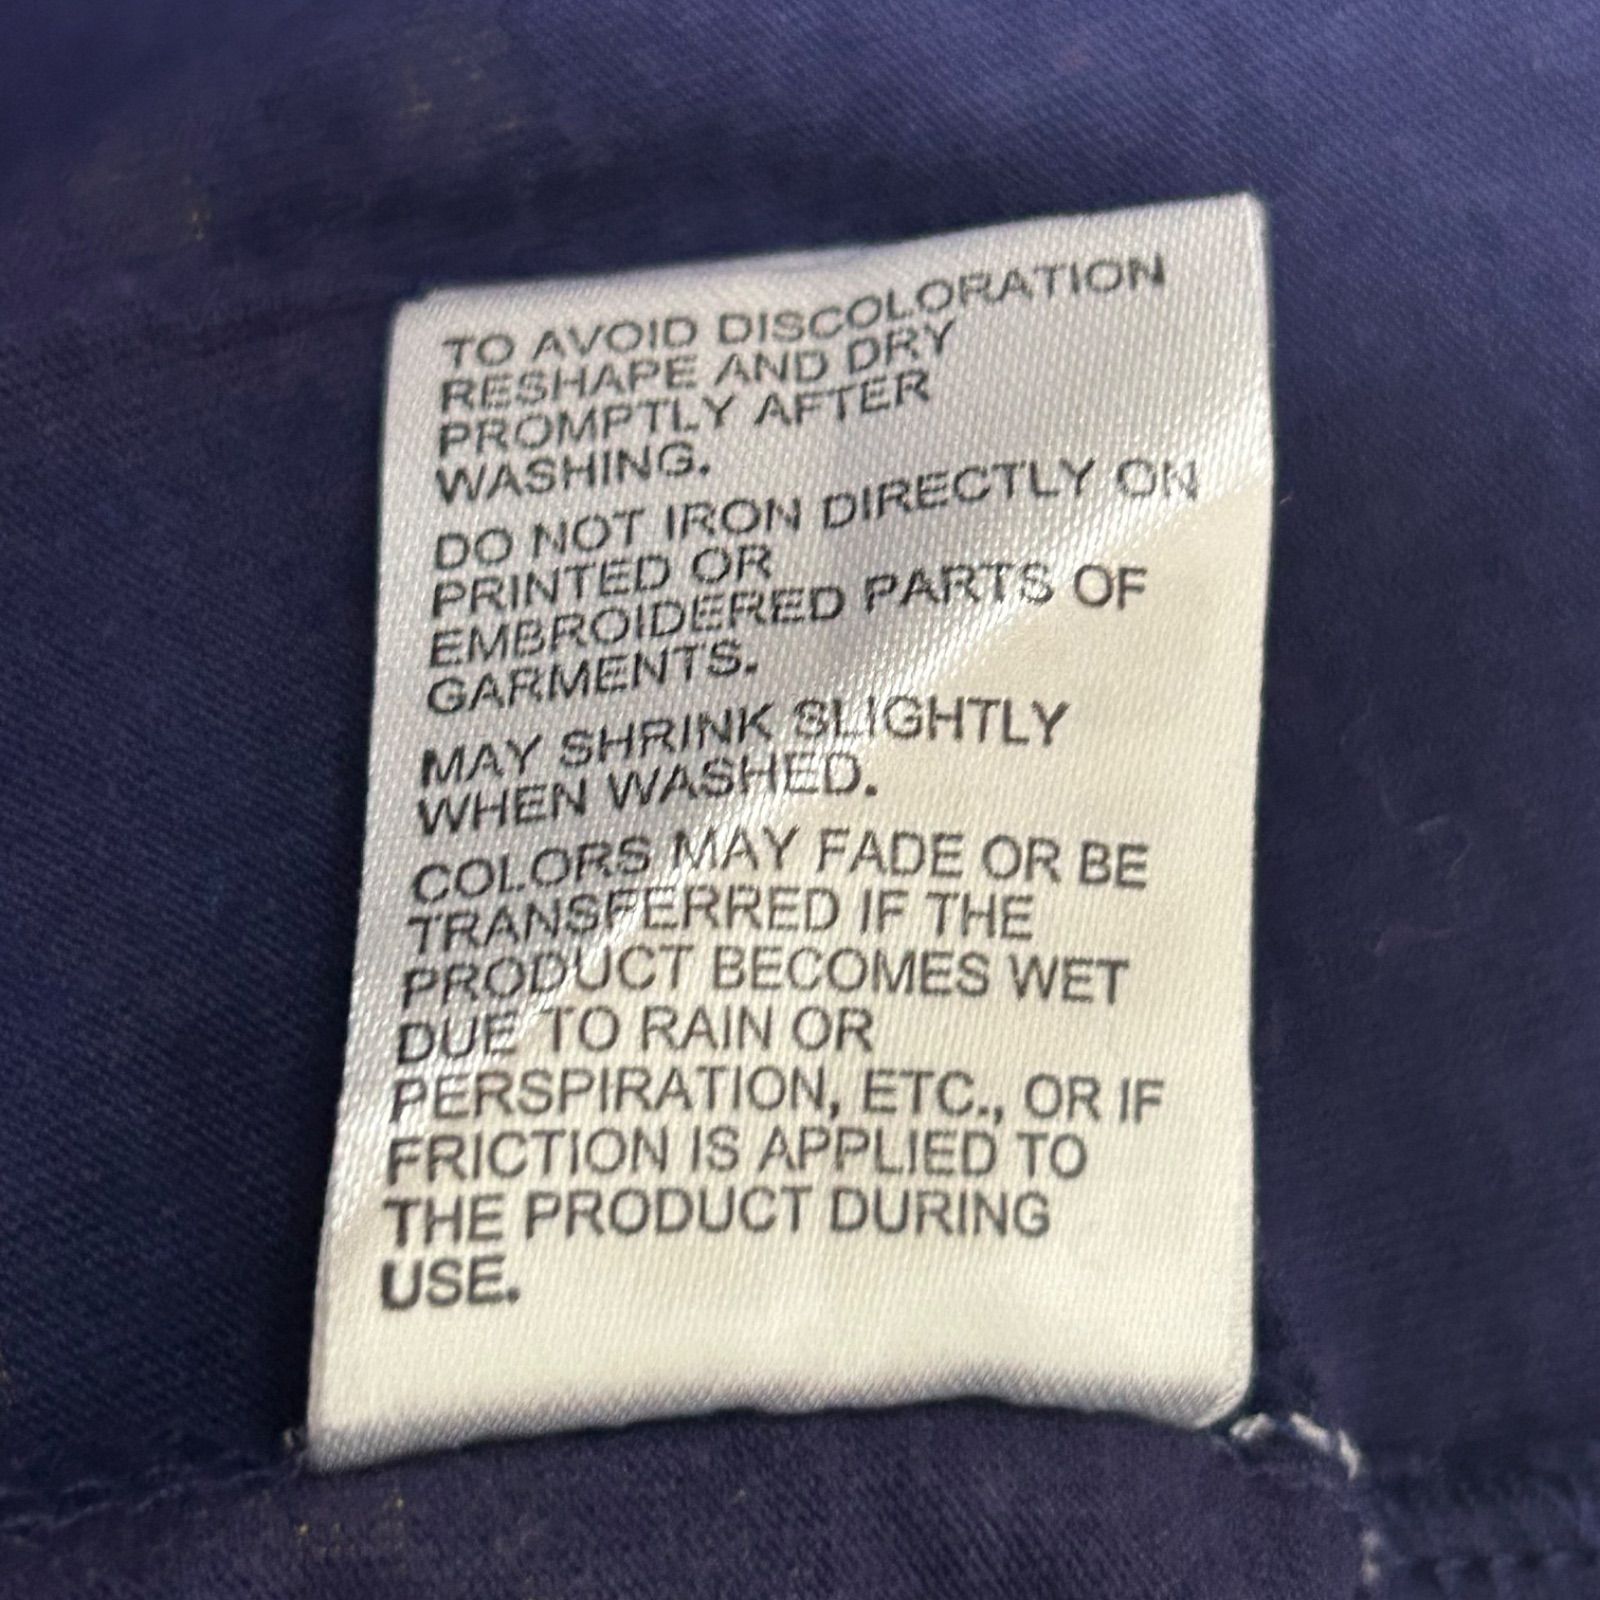 TO AVOID DISCOLORATION
RESHAPE AND DRY
PROMPTLY AFTER
WASHING.
DO NOT IRON DIRECTLY ON
PRINTED OR
EMBROIDERED PARTS OF
GARMENTS.
MAY SHRINK SLIGHTLY
WHEN WASHED.
COLORS MAY FADE OR BE
TRANSFERRED IF THE
PRODUCT BECOMES WET
DUE TO RAIN OR
PERSPIRATION, ETC., OR IF
FRICTION IS APPLIED TO
THE PRODUCT DURING
USE.